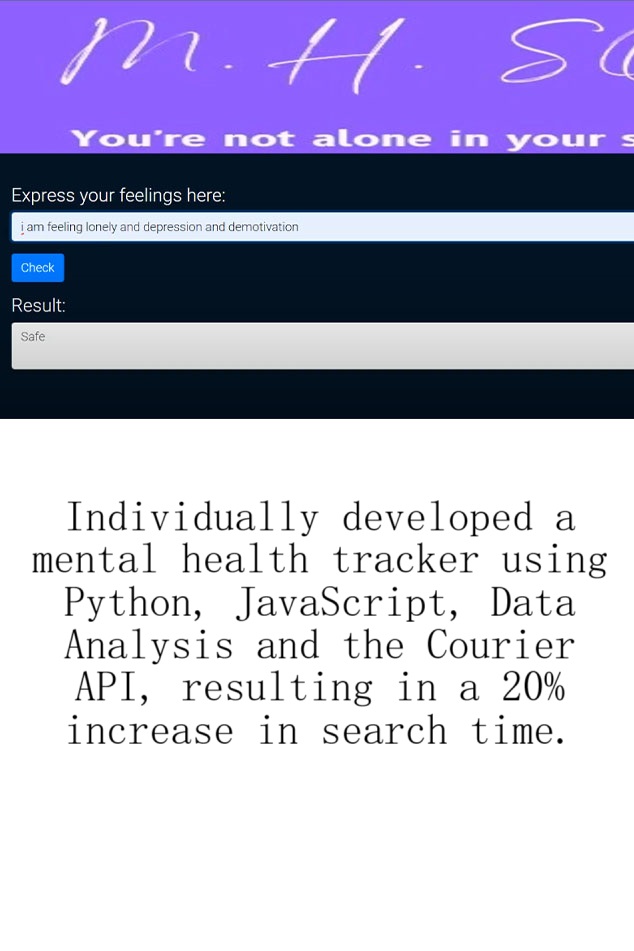 M. H. S
You're not alone in your s
Express your feelings here:
i am feeling lonely and depression and demotivation
Check
Result:
Safe
Individually developed a
mental health tracker using
Python, JavaScript, Data
Analysis and the Courier
API, resulting in a 20%
increase in search time.